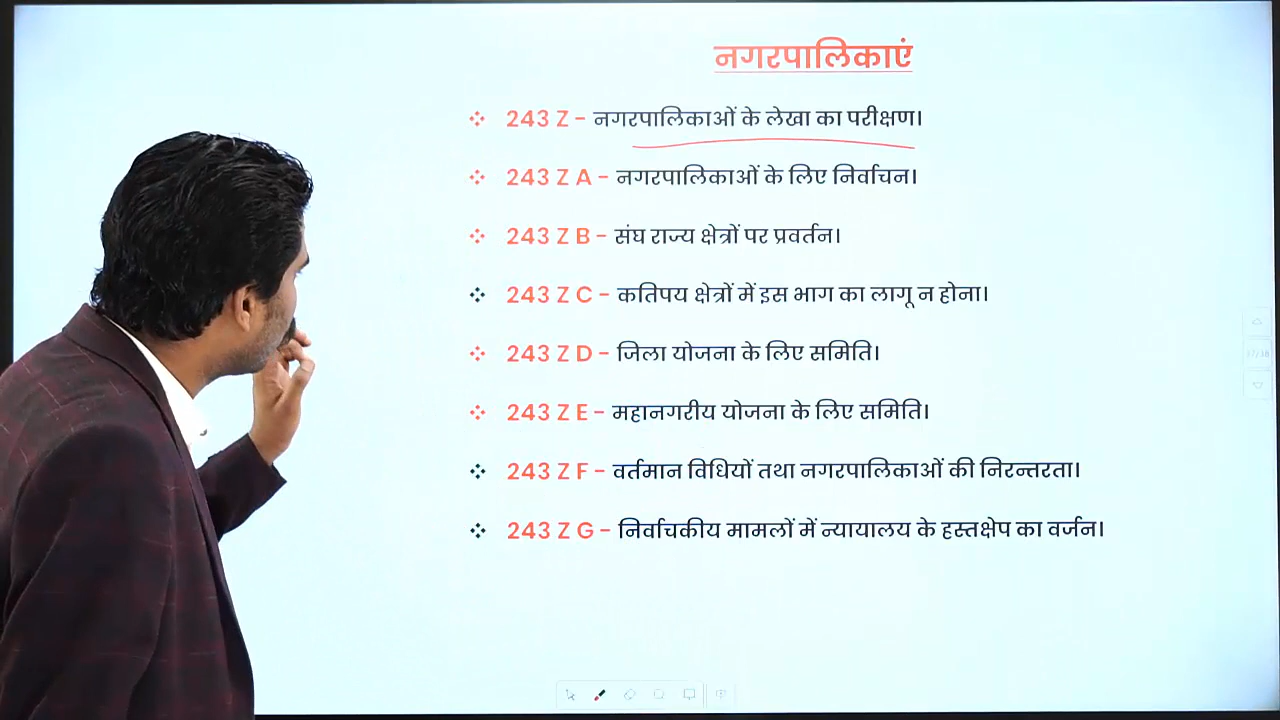 नगरपालिकाएं
243 Z - नगरपालिकाओं के लेखा का परीक्षण।
243 Z A - नगरपालिकाओं के लिए निर्वाचन।
243 Z B - संघ राज्य क्षेत्रों पर प्रवर्तन।
243 Z C - कतिपय क्षेत्रों में इस भाग का लागू न होना।
243 Z D - जिला योजना के लिए समिति।
243 Z E - महानगरीय योजना के लिए समिति।
243 Z F - वर्तमान विधियों तथा नगरपालिकाओं की निरन्तरता।
243 Z G - निर्वाचकीय मामलों में न्यायालय के हस्तक्षेप का वर्जन।